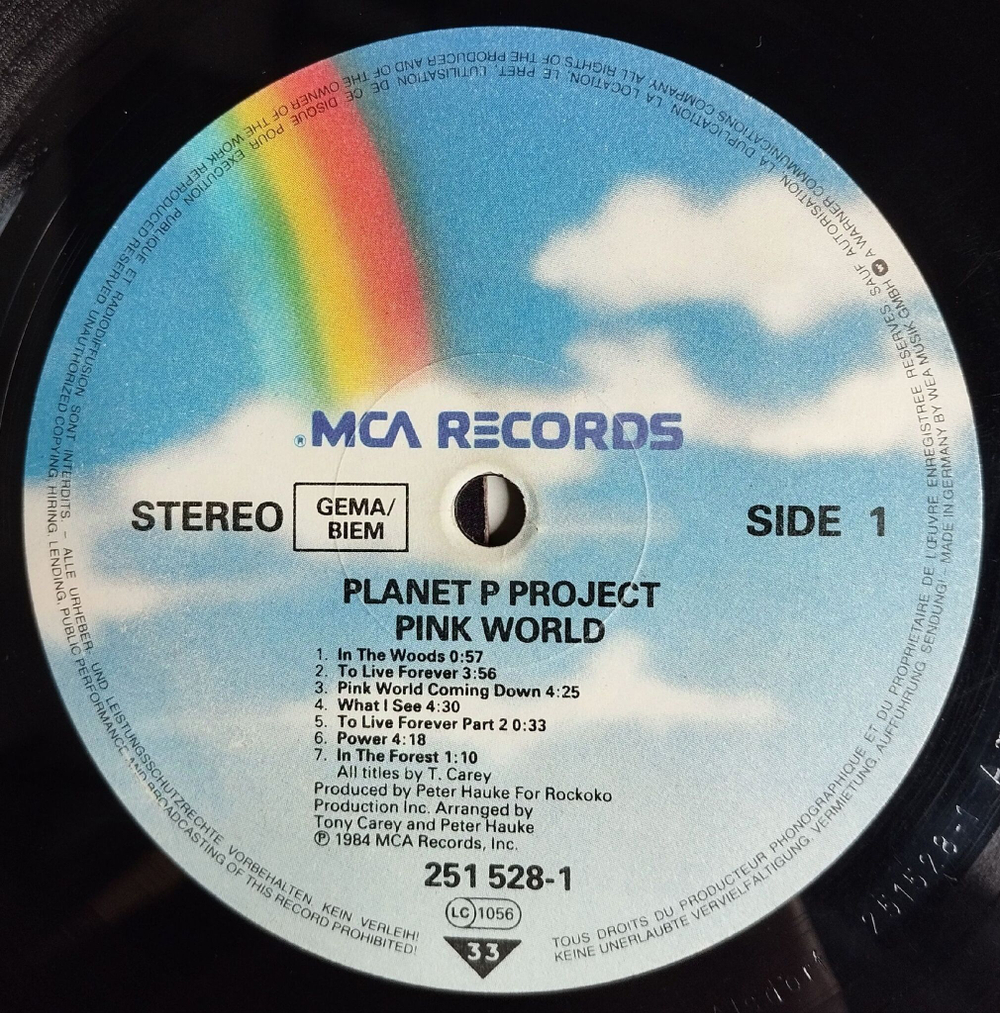 ® MCA RECORDS
STEREO
GEMA/
BIEM
SIDE 1
PLANET P PROJECT
PINK WORLD
1. In The Woods 0:57
2. To Live Forever 3:56
3. Pink World Coming Down 4:25
4. What I See 4:30
5. To Live Forever Part 2 0:33
6. Power 4:18
7. In The Forest 1:10
All titles by T. Carey
Produced by Peter Hauke For Rockoko
Production Inc. Arranged by
Tony Carey and Peter Hauke
℗ 1984 MCA Records, Inc.
251 528-1
LC 1056
33
TOUS DROITS DU PRODUCTEUR PHONOGRAPHIQUE ET DU PROPRIETAIRE DE L'ŒUVRE ENREGISTREE RESERVES. SAUF AUTORISATION, LA DUPLICATION, LA LOCATION, LE PRET, L'UTILISATION DE CE DISQUE POUR EXECUTION PUBLIQUE ET RADIODIFFUSION SONT INTERDITS. – ALLE URHEBER- UND LEISTUNGSSCHUTZRECHTE VORBEHALTEN KEIN VERLEIH!
KEINE UNERLAUBTE VERVIELFÄLTIGUNG, VERMIETUNG, AUFFÜHRUNG, SENDUNG! MADE IN GERMANY BY WEA MUSIK GMBH A WARNER COMMUNICATIONS COMPANY. ALL RIGHTS OF THE PRODUCER AND OF THE OWNER OF THE WORK REPRODUCED RESERVED UNAUTHORIZED COPYING, HIRING, LENDING, PUBLIC PERFORMANCE AND BROADCASTING OF THIS RECORD PROHIBITED!
251528-1